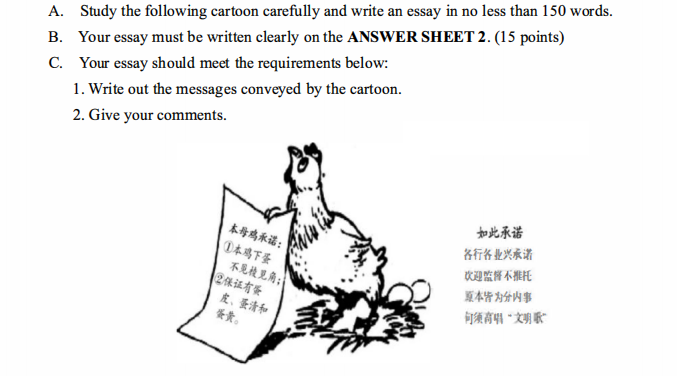 A. Study the following cartoon carefully and write an essay in no less than 150 words.
B. Your essay must be written clearly on the ANSWER SHEET 2. (15 points)
C. Your essay should meet the requirements below:
1. Write out the messages conveyed by the cartoon.
2. Give your comments.
本母鸡承诺:
①本鸡下蛋
不见棱见角;
②保证有蛋
皮、蛋清和
蛋黄。
如此承诺
各行各业兴承诺
欢迎监督不推托
原本皆为分内事
何须高唱“文明歌”